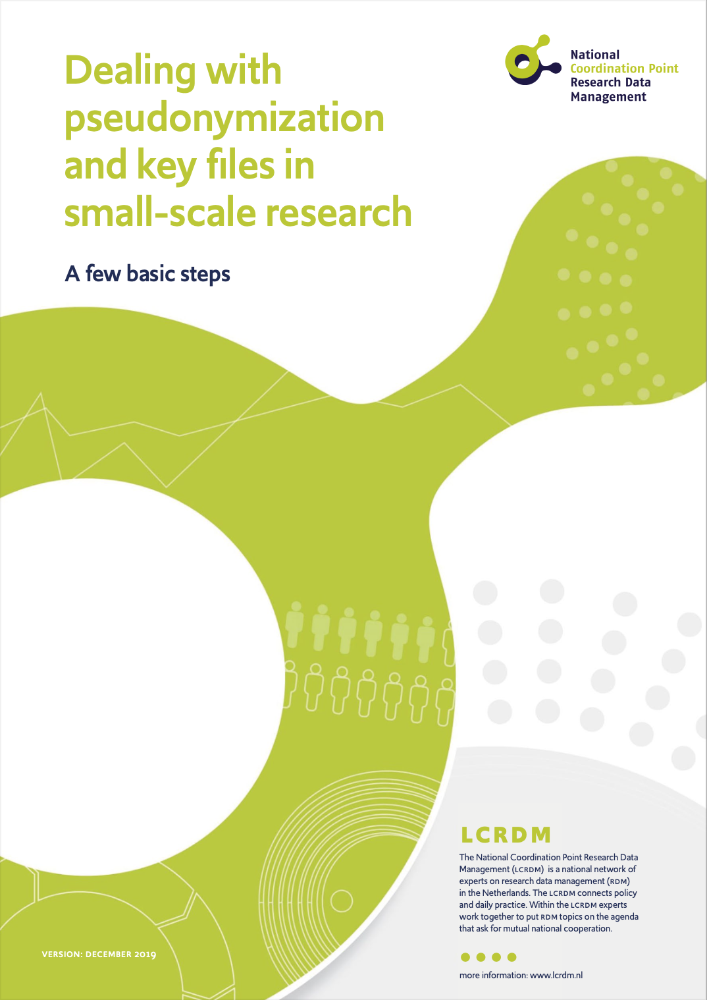 Dealing with
pseudonymization
and key files in
small-scale research
A few basic steps
National
Coordination Point
Research Data
Management
LCRDM
The National Coordination Point Research Data
Management (LCRDM) is a national network of
experts on research data management (RDM)
in the Netherlands. The LCRDM connects policy
and daily practice. Within the LCRDM experts
work together to put RDM topics on the agenda
that ask for mutual national cooperation.
more information: www.lcrdm.nl
VERSION: DECEMBER 2019